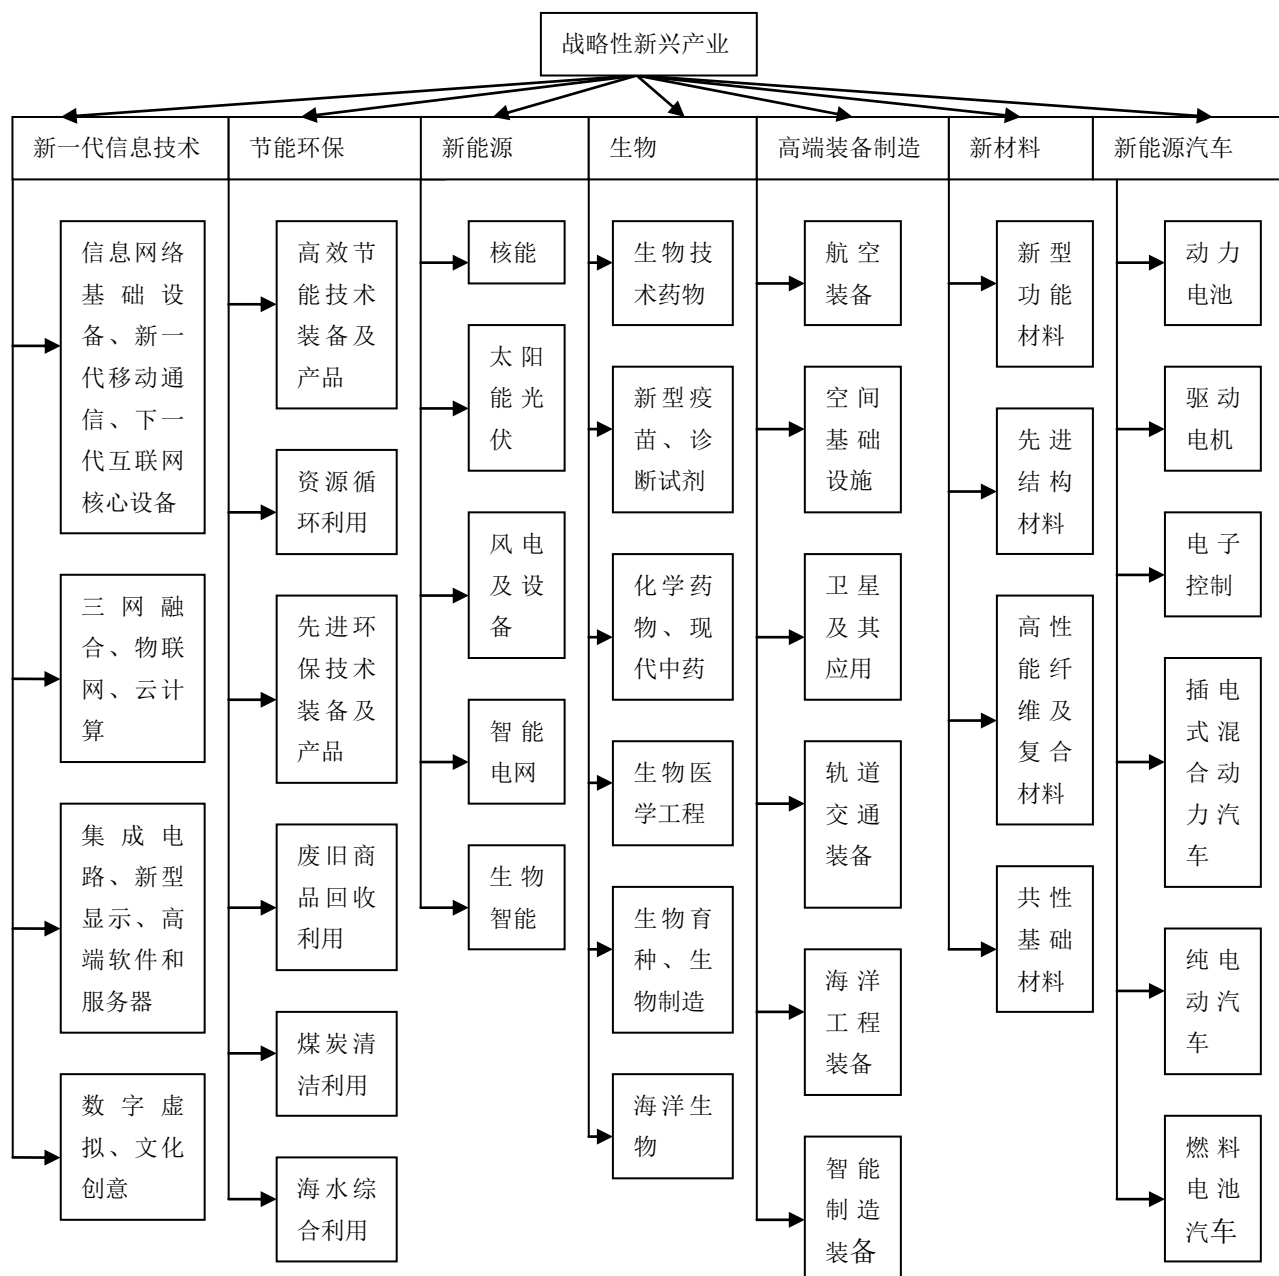 战略性新兴产业
新一代信息技术
节能环保
新能源
生物
高端装备制造
新材料
新能源汽车
信息网络
基础设
备、新一
代移动通
信、下一
代互联网
核心设备
三网融
合、物联
网、云计
算
集成电
路、新型
显示、高
端软件和
服务器
数字虚
拟、文化
创意
高效节
能技术
装备及
产品
资源循
环利用
先进环
保技术
装备及
产品
废旧商
品回收
利用
煤炭清
洁利用
海水综
合利用
核能
太阳
能光
伏
风电
及设
备
智能
电网
生物
智能
生物技
术药物
新型疫
苗、诊
断试剂
化学药
物、现
代中药
生物医
学工程
生物育
种、生
物制造
海洋生
物
航空
装备
空间
基础
设施
卫星
及其
应用
轨道
交通
装备
海洋
工程
装备
智能
制造
装备
新型
功能
材料
先进
结构
材料
高性
能纤
维及
复合
材料
共性
基础
材料
动力
电池
驱动
电机
电子
控制
插电
式混
合动
力汽
车
纯电
动汽
车
燃料
电池
汽车